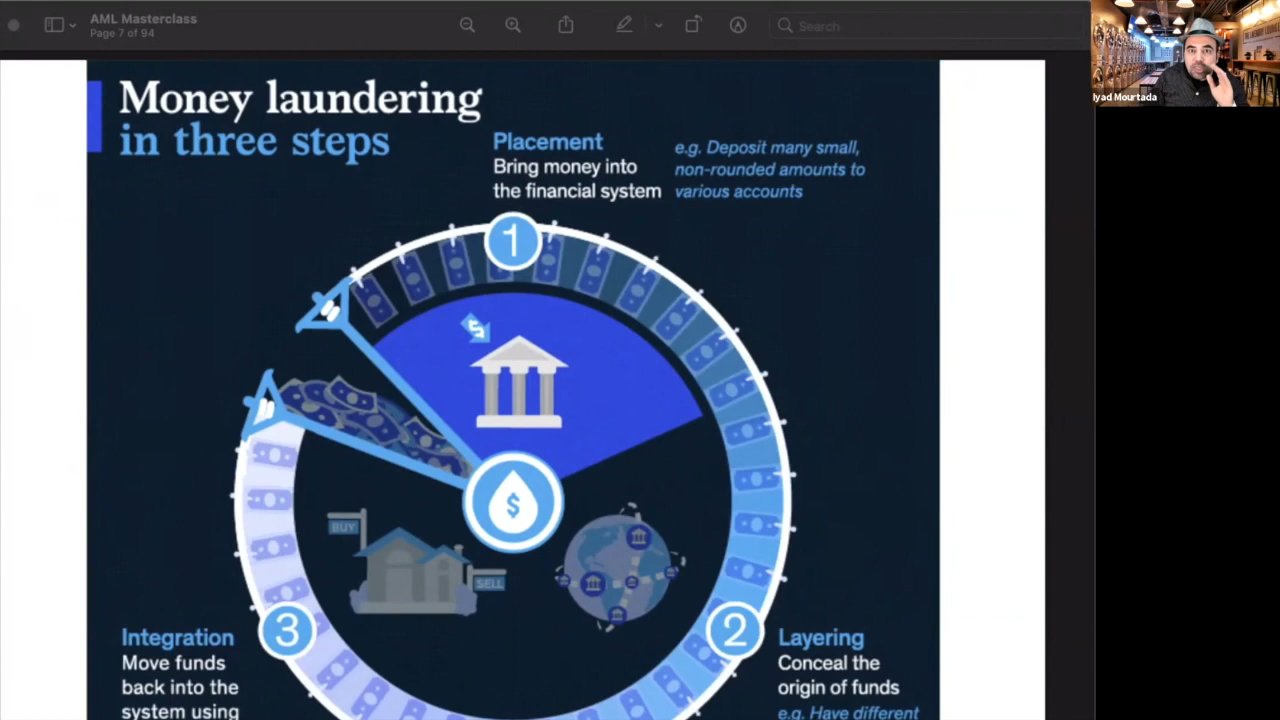 AML Masterclass
Page 7 of 94
Search
Iyad Mourtada
Money laundering
in three steps
Placement
Bring money into
the financial system
e.g. Deposit many small,
non-rounded amounts to
various accounts
1
$
$
BUY
SELL
3
2
Integration
Move funds
back into the
system using
Layering
Conceal the
origin of funds
e.g. Have different